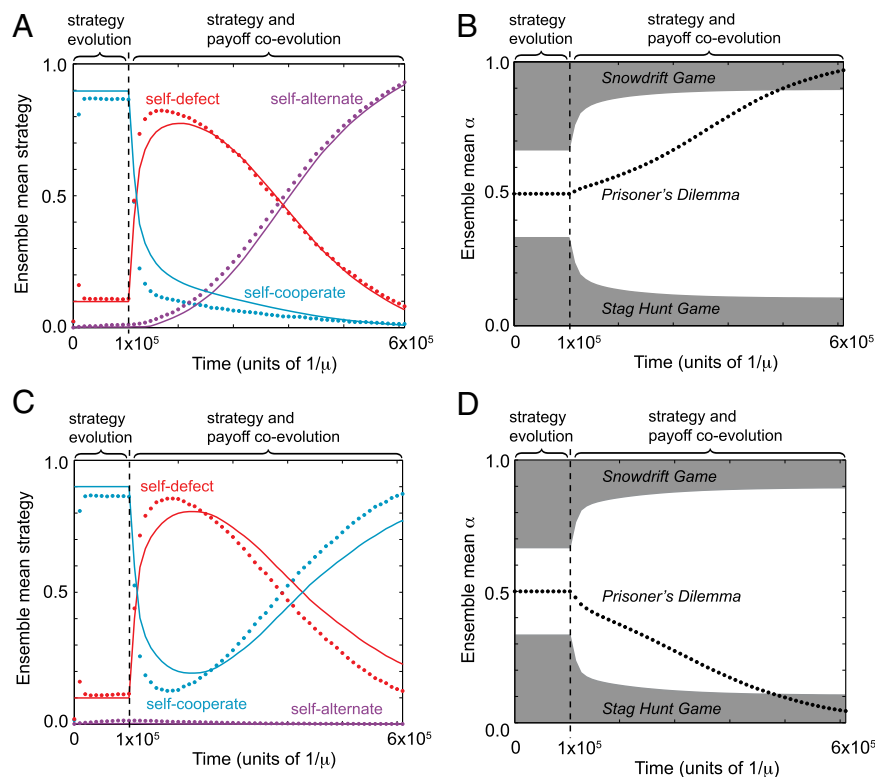 A
strategy
evolution
strategy and
payoff co-evolution
1.0
0.5
0.0
Ensemble mean strategy
self-defect
self-alternate
self-cooperate
0
1x10⁵
6x10⁵
Time (units of 1/μ)
B
strategy
evolution
strategy and
payoff co-evolution
1.0
0.5
0.0
Ensemble mean α
Snowdrift Game
Prisoner's Dilemma
Stag Hunt Game
0
1x10⁵
6x10⁵
Time (units of 1/μ)
C
strategy
evolution
strategy and
payoff co-evolution
1.0
0.5
0.0
Ensemble mean strategy
self-defect
self-cooperate
self-alternate
0
1x10⁵
6x10⁵
Time (units of 1/μ)
D
strategy
evolution
strategy and
payoff co-evolution
1.0
0.5
0.0
Ensemble mean α
Snowdrift Game
Prisoner's Dilemma
Stag Hunt Game
0
1x10⁵
6x10⁵
Time (units of 1/μ)